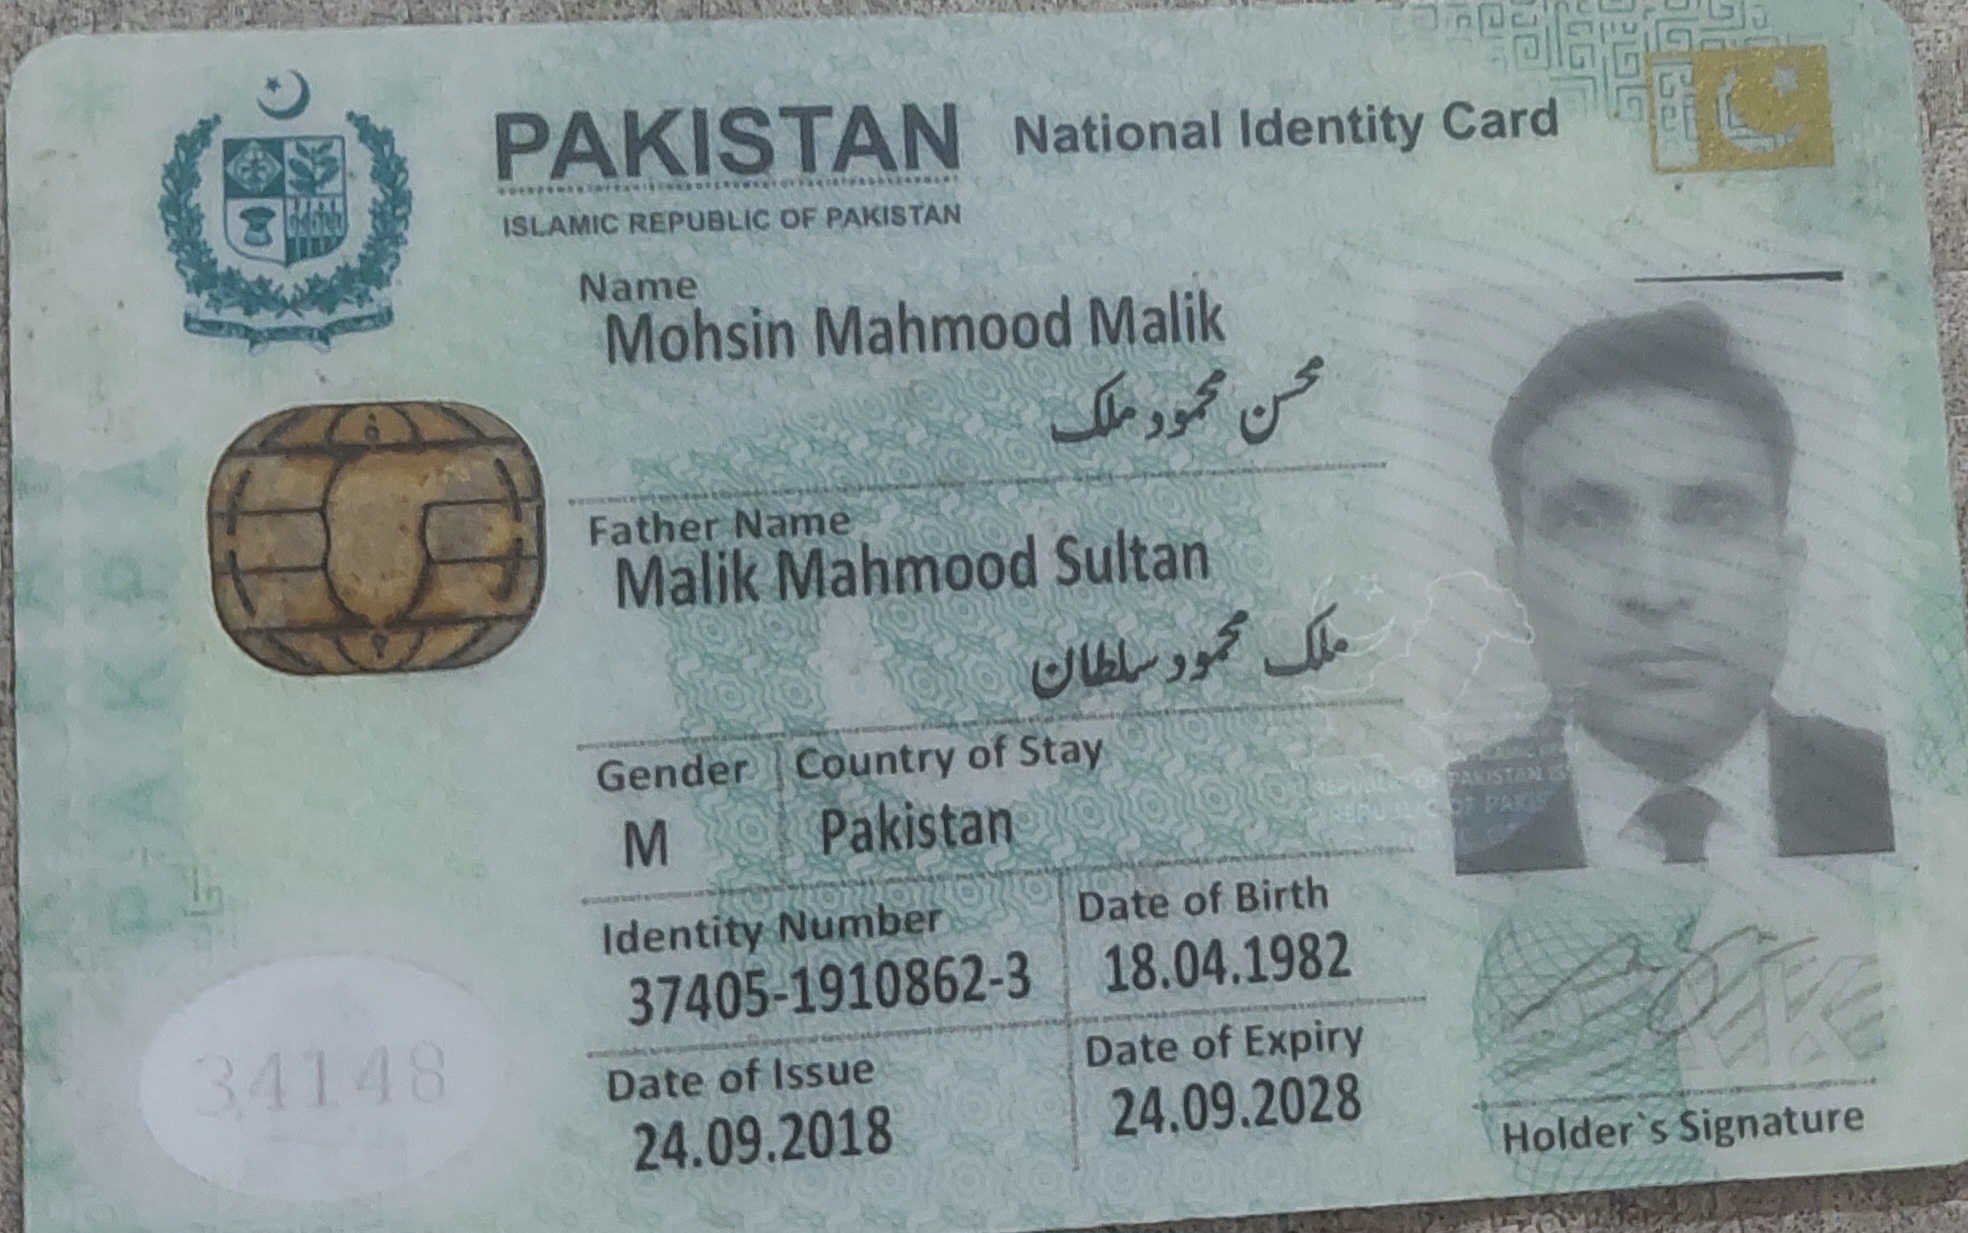 PAKISTAN National Identity Card
ISLAMIC REPUBLIC OF PAKISTAN
Name
Mohsin Mahmood Malik
محسن محمود ملک
Father Name
Malik Mahmood Sultan
ملک محمود سلطان
Gender Country of Stay
M Pakistan
Identity Number Date of Birth
37405-1910862-3 18.04.1982
Date of Issue Date of Expiry
24.09.2018 24.09.2028
34148
Holder`s Signature